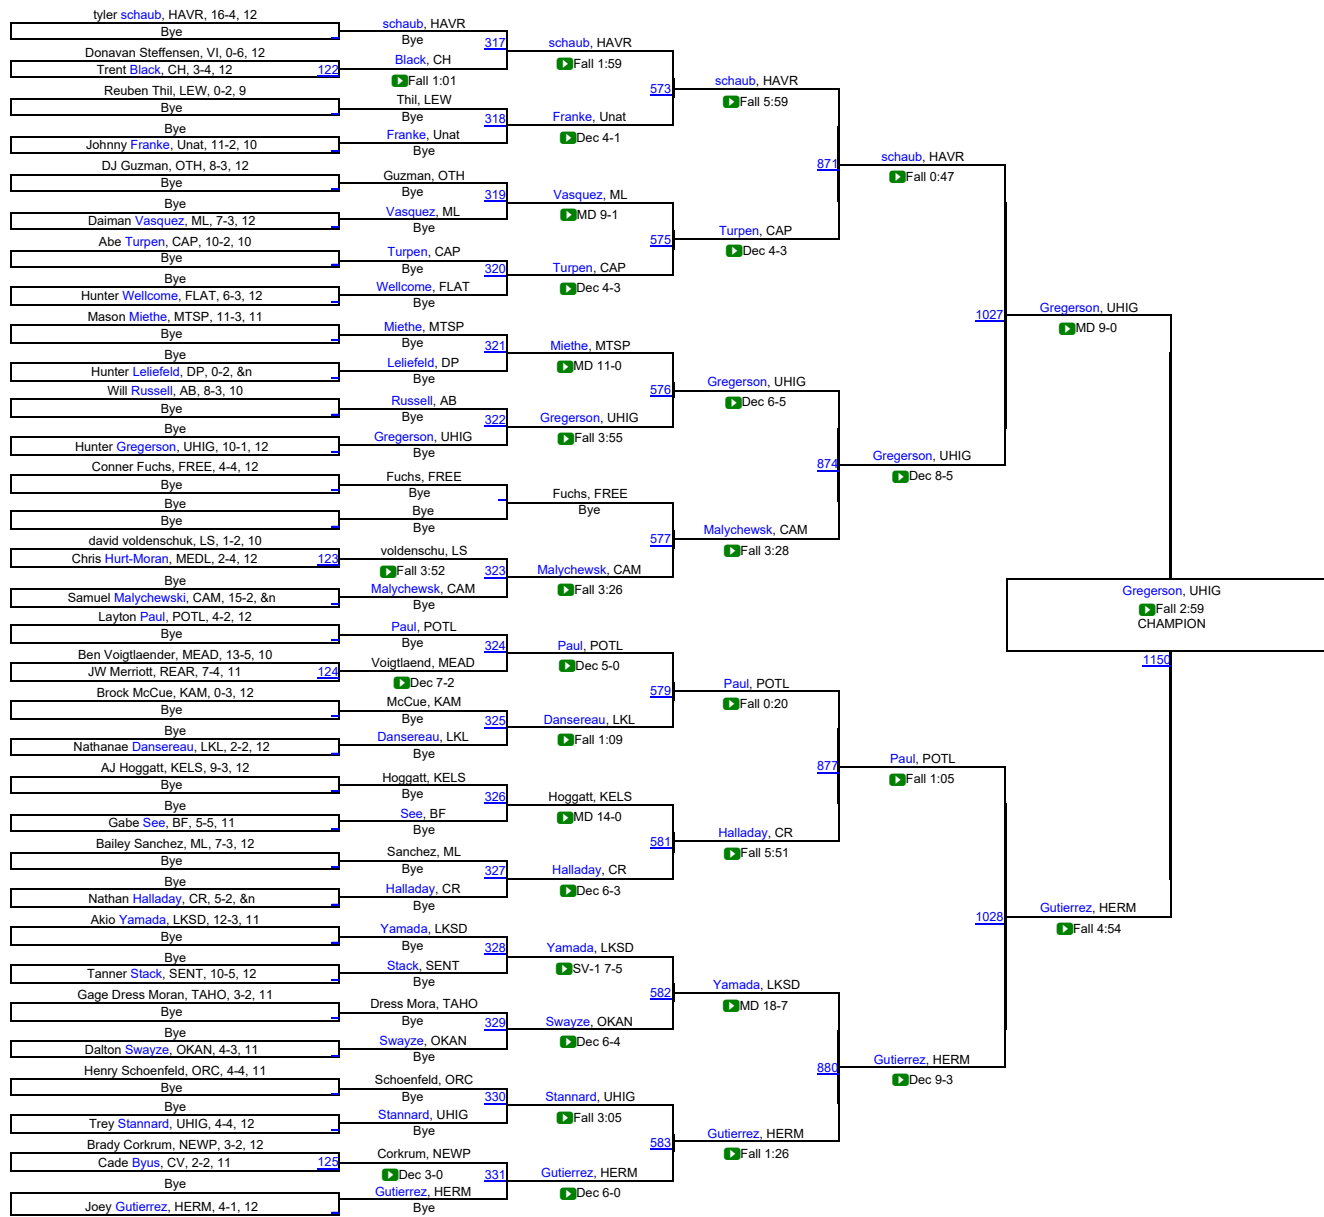 tyler schaub, HAVR, 16-4, 12
Bye
Donavan Steffensen, VI, 0-6, 12
Trent Black, CH, 3-4, 12
122
Reuben Thil, LEW, 0-2, 9
Bye
Bye
Johnny Franke, Unat, 11-2, 10
DJ Guzman, OTH, 8-3, 12
Bye
Bye
Daiman Vasquez, ML, 7-3, 12
Abe Turpen, CAP, 10-2, 10
Bye
Bye
Hunter Wellcome, FLAT, 6-3, 12
Mason Miethe, MTSP, 11-3, 11
Bye
Bye
Hunter Leliefeld, DP, 0-2, &n
Will Russell, AB, 8-3, 10
Bye
Bye
Hunter Gregerson, UHIG, 10-1, 12
Conner Fuchs, FREE, 4-4, 12
Bye
Bye
Bye
david voldenschuk, LS, 1-2, 10
Chris Hurt-Moran, MEDL, 2-4, 12
123
Bye
Samuel Malychewski, CAM, 15-2, &n
Layton Paul, POTL, 4-2, 12
Bye
Ben Voigtlaender, MEAD, 13-5, 10
JW Merriott, REAR, 7-4, 11
124
Brock McCue, KAM, 0-3, 12
Bye
Bye
Nathanae Dansereau, LKL, 2-2, 12
AJ Hoggatt, KELS, 9-3, 12
Bye
Bye
Gabe See, BF, 5-5, 11
Bailey Sanchez, ML, 7-3, 12
Bye
Bye
Nathan Halladay, CR, 5-2, &n
Akio Yamada, LKSD, 12-3, 11
Bye
Bye
Tanner Stack, SENT, 10-5, 12
Gage Dress Moran, TAHO, 3-2, 11
Bye
Bye
Dalton Swayze, OKAN, 4-3, 11
Henry Schoenfeld, ORC, 4-4, 11
Bye
Bye
Trey Stannard, UHIG, 4-4, 12
Brady Corkrum, NEWP, 3-2, 12
Cade Byus, CV, 2-2, 11
125
Bye
Joey Gutierrez, HERM, 4-1, 12
schaub, HAVR
Bye
317
Black, CH
Fall 1:01
Thil, LEW
Bye
318
Franke, Unat
Bye
Guzman, OTH
Bye
319
Vasquez, ML
Bye
Turpen, CAP
Bye
320
Wellcome, FLAT
Bye
Miethe, MTSP
Bye
321
Leliefeld, DP
Bye
Russell, AB
Bye
322
Gregerson, UHIG
Bye
Fuchs, FREE
Bye
Bye
Bye
voldenschu, LS
Fall 3:52
323
Malychewsk, CAM
Bye
Paul, POTL
Bye
324
Voigtlaend, MEAD
Dec 7-2
McCue, KAM
Bye
325
Dansereau, LKL
Bye
Hoggatt, KELS
Bye
326
See, BF
Bye
Sanchez, ML
Bye
327
Halladay, CR
Bye
Yamada, LKSD
Bye
328
Stack, SENT
Bye
Dress Mora, TAHO
Bye
329
Swayze, OKAN
Bye
Schoenfeld, ORC
Bye
330
Stannard, UHIG
Bye
Corkrum, NEWP
Dec 3-0
331
Gutierrez, HERM
Bye
schaub, HAVR
Fall 1:59
573
Franke, Unat
Dec 4-1
Vasquez, ML
MD 9-1
575
Turpen, CAP
Dec 4-3
Miethe, MTSP
MD 11-0
576
Gregerson, UHIG
Fall 3:55
Fuchs, FREE
Bye
577
Malychewsk, CAM
Fall 3:26
Paul, POTL
Dec 5-0
579
Dansereau, LKL
Fall 1:09
Hoggatt, KELS
MD 14-0
581
Halladay, CR
Dec 6-3
Yamada, LKSD
SV-1 7-5
582
Swayze, OKAN
Dec 6-4
Stannard, UHIG
Fall 3:05
583
Gutierrez, HERM
Dec 6-0
schaub, HAVR
Fall 5:59
871
Turpen, CAP
Dec 4-3
Gregerson, UHIG
Dec 6-5
874
Malychewsk, CAM
Fall 3:28
Paul, POTL
Fall 0:20
877
Halladay, CR
Fall 5:51
Yamada, LKSD
MD 18-7
880
Gutierrez, HERM
Fall 1:26
schaub, HAVR
Fall 0:47
1027
Gregerson, UHIG
Dec 8-5
Paul, POTL
Fall 1:05
1028
Gutierrez, HERM
Dec 9-3
Gregerson, UHIG
MD 9-0
Gutierrez, HERM
Fall 4:54
Gregerson, UHIG
Fall 2:59
CHAMPION
1150